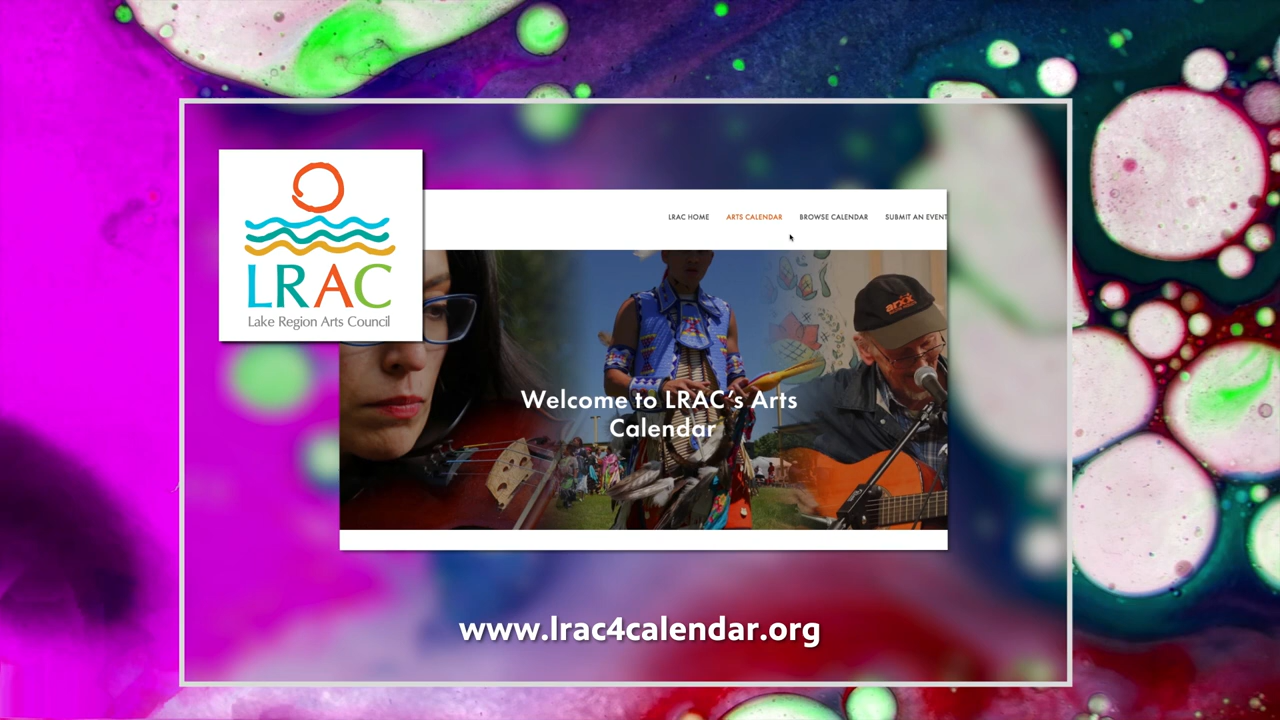 LRAC
Lake Region Arts Council
LRAC HOME ARTS CALENDAR BROWSE CALENDAR SUBMIT AN EVENT
arxx
Welcome to LRAC's Arts
Calendar
www.lrac4calendar.org